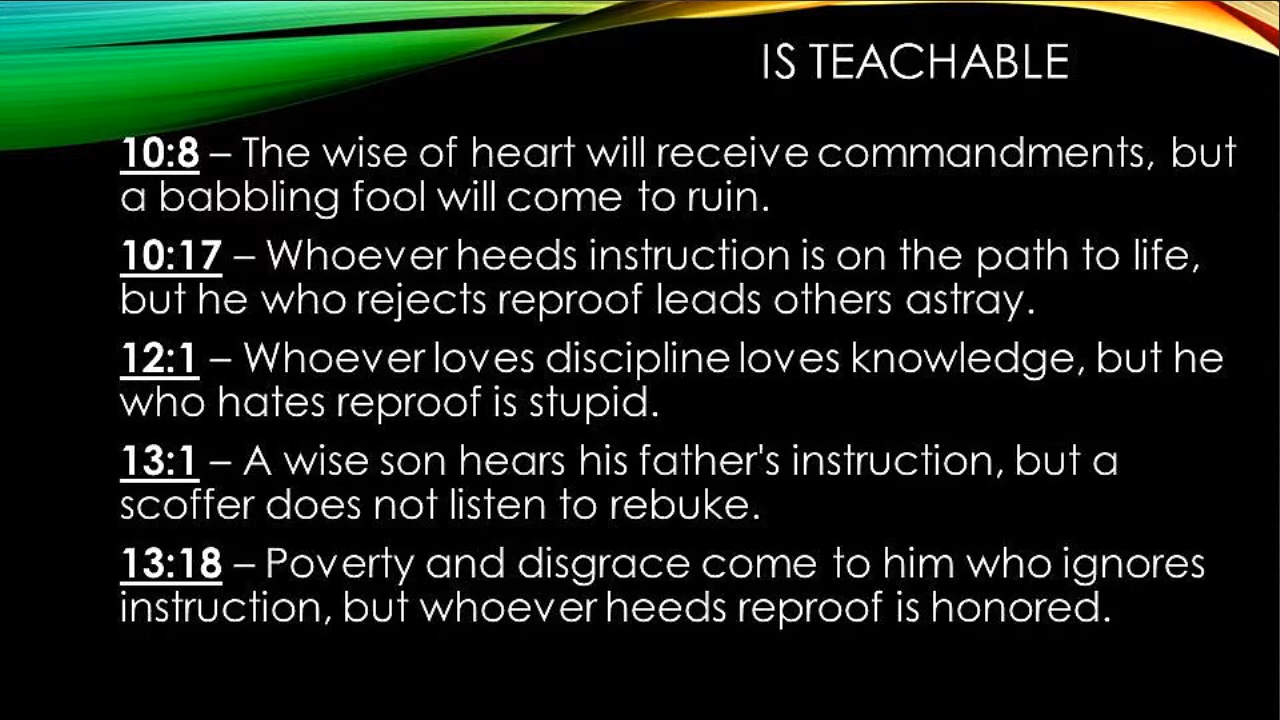 IS TEACHABLE
10:8 – The wise of heart will receive commandments, but
a babbling fool will come to ruin.
10:17 – Whoever heeds instruction is on the path to life,
but he who rejects reproof leads others astray.
12:1 – Whoever loves discipline loves knowledge, but he
who hates reproof is stupid.
13:1 – A wise son hears his father's instruction, but a
scoffer does not listen to rebuke.
13:18 – Poverty and disgrace come to him who ignores
instruction, but whoever heeds reproof is honored.